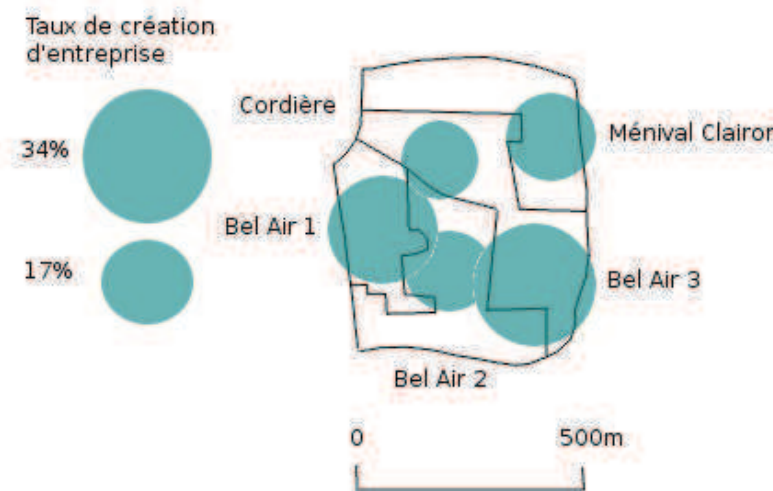 Taux de création
d'entreprise
34%
17%
Cordière
Ménival Clairon
Bel Air 1
Bel Air 3
Bel Air 2
0 500m